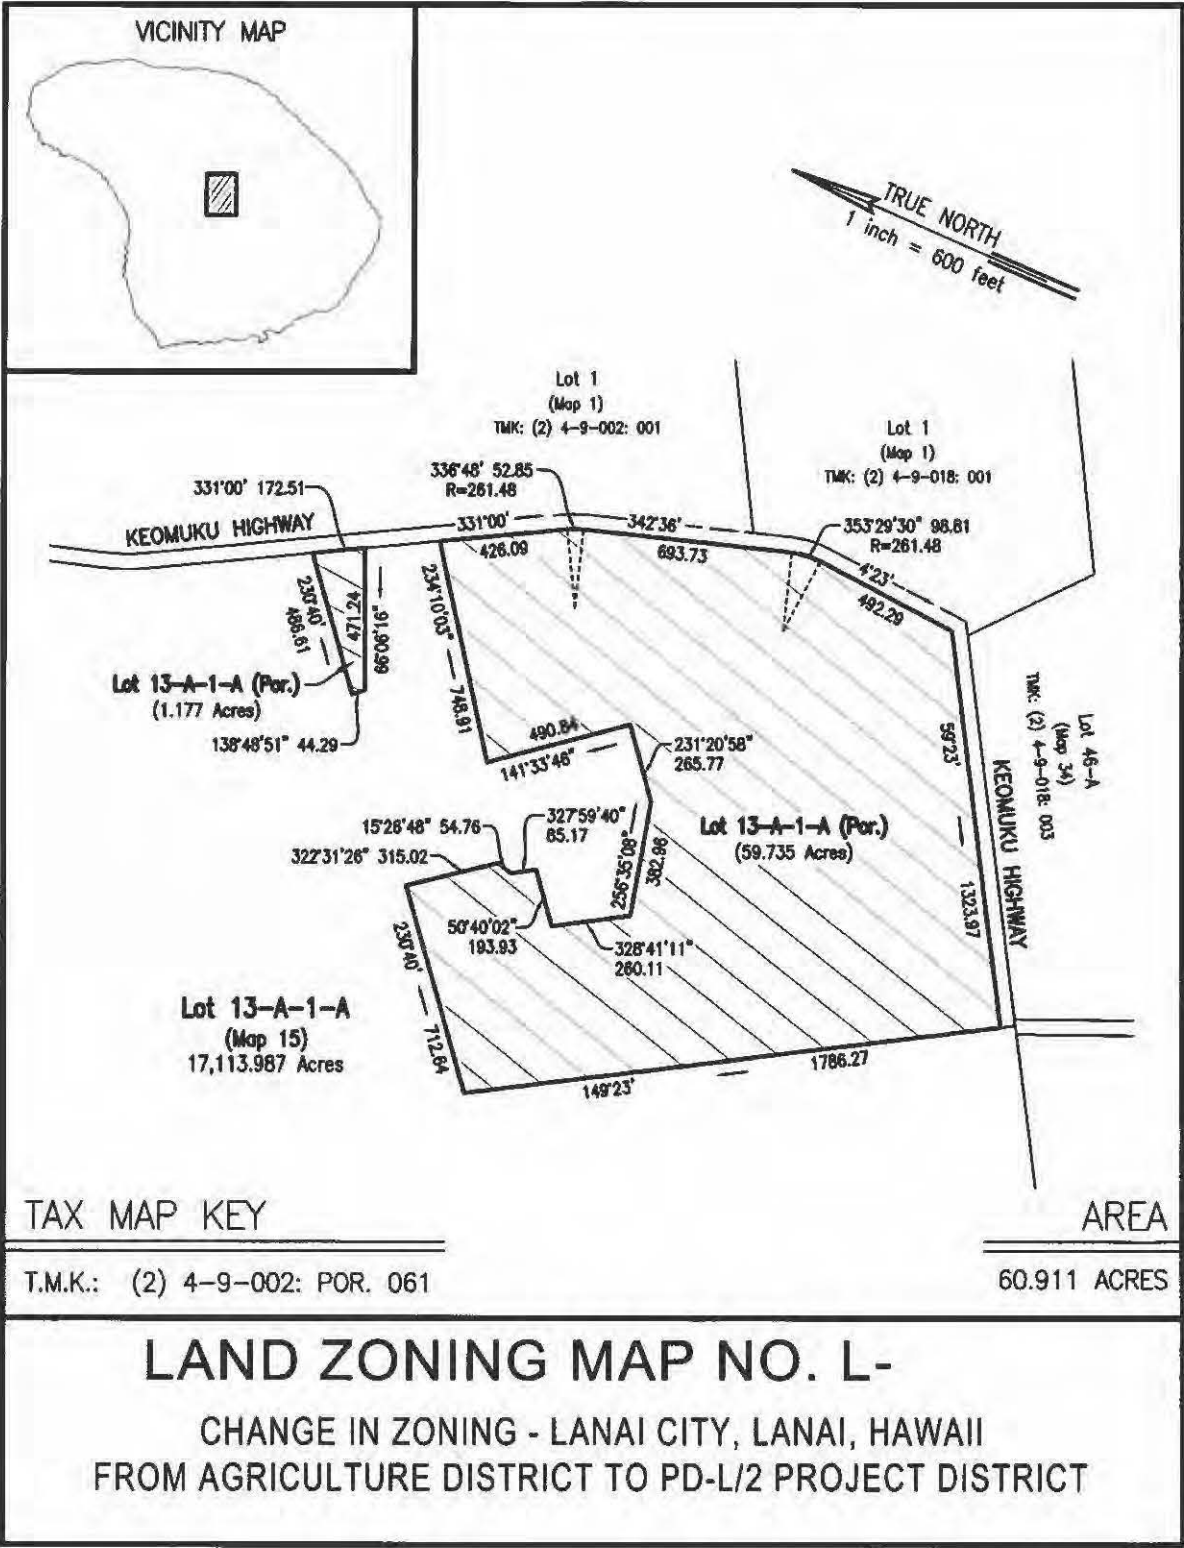 VICINITY MAP
TRUE NORTH
1 inch = 600 feet
Lot 1
(Map 1)
TMK: (2) 4-9-002: 001
Lot 1
(Map 1)
TMK: (2) 4-9-018: 001
336°48' 52.85
R=261.48
331°00' 172.51
KEOMUKU HIGHWAY
331°00'
426.09
342°36'
693.73
353°29'30" 98.81
R=261.48
4°23'
492.29
230°40'
486.61
471.24
66°06'16"
234°10'03"
748.91
Lot 13-A-1-A (Por.)
(1.177 Acres)
138°48'51" 44.29
490.84
141°33'46"
231°20'58"
265.77
59°23'
1323.97
KEOMUKU HIGHWAY
Lot 46-A
(Map 34)
TMK: (2) 4-9-018: 003
15°26'48" 54.76
327°59'40"
85.17
322°31'26" 315.02
256°35'08"
382.96
Lot 13-A-1-A (Por.)
(59.735 Acres)
50°40'02"
193.93
328°41'11"
260.11
230°40'
712.64
Lot 13-A-1-A
(Map 15)
17,113.987 Acres
149°23'
1786.27
TAX MAP KEY
AREA
T.M.K.: (2) 4-9-002: POR. 061
60.911 ACRES
LAND ZONING MAP NO. L-
CHANGE IN ZONING - LANAI CITY, LANAI, HAWAII
FROM AGRICULTURE DISTRICT TO PD-L/2 PROJECT DISTRICT